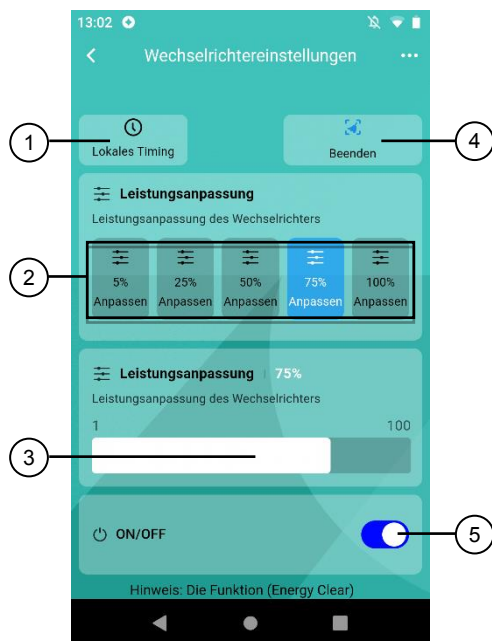 13:02
Wechselrichtereinstellungen
1
Lokales Timing
Beenden
4
Leistungsanpassung
Leistungsanpassung des Wechselrichters
2
5% 25% 50% 75% 100%
Anpassen Anpassen Anpassen Anpassen Anpassen
Leistungsanpassung 75%
Leistungsanpassung des Wechselrichters
1 100
3
ON/OFF
5
Hinweis: Die Funktion (Energy Clear)